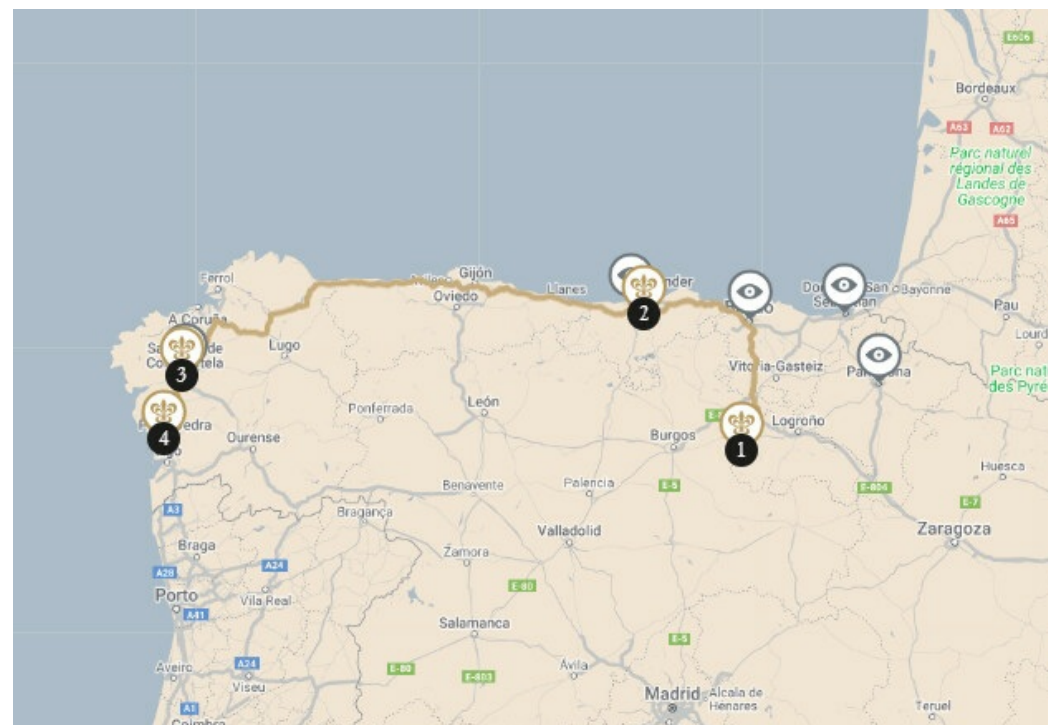 E606
Bordeaux
A63
A62
Parc naturel
régional des
Landes de
Gascogne
A65
Ferrol
Gijón
Llanes
Oviedo
Bayonne
Pau
A Coruña
Lugo
Vitoria-Gasteiz
2
3
León
Ponferrada
Logroño
Burgos
1
4
Ourense
Huesca
Benavente
Palencia
E-5
E-804
E-7
A3
Bragança
Zaragoza
Valladolid
Braga
Zamora
A28
A24
E-80
Porto
Vila Real
A41
Salamanca
E-5
Aveiro
A24
E-80
E-803
Ávila
Viseu
Madrid
Alcalá de
Henares
A1
Teruel
Coimbra